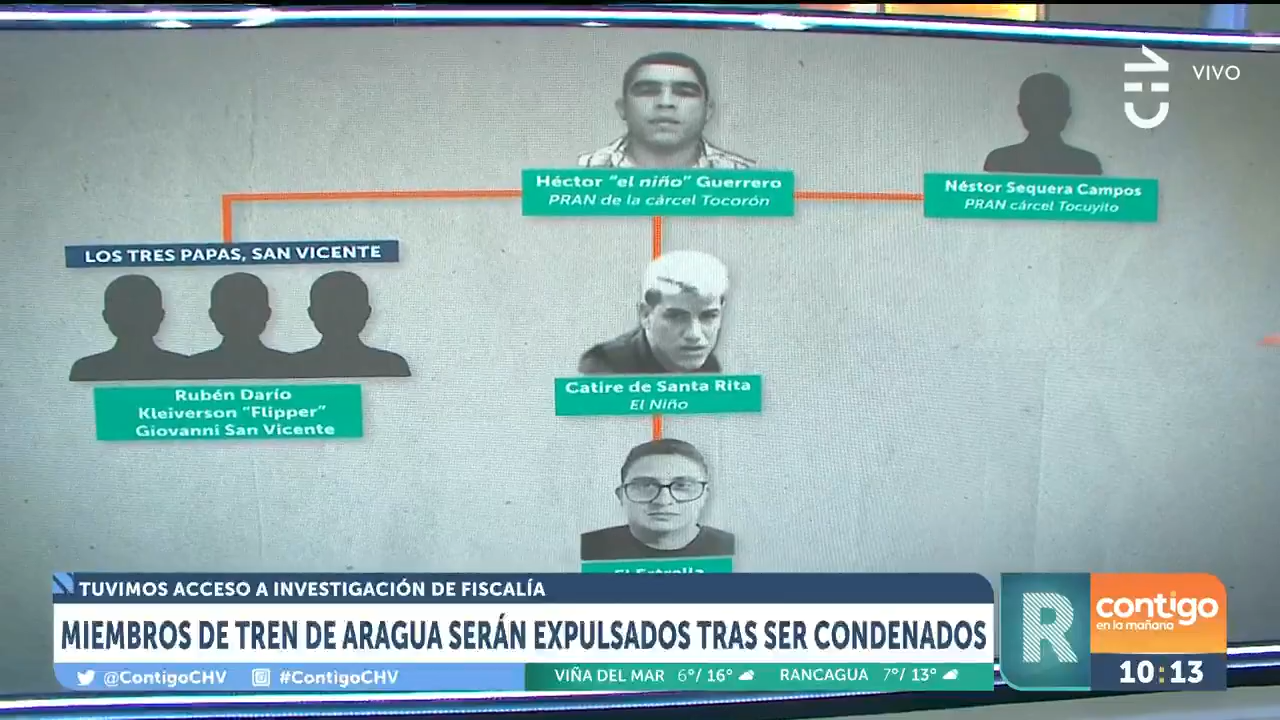 CHV
VIVO
Héctor "el niño" Guerrero
PRAN de la cárcel Tocorón
Néstor Sequera Campos
PRAN cárcel Tocuyito
LOS TRES PAPAS, SAN VICENTE
Rubén Darío
Kleiverson "Flipper"
Giovanni San Vicente
Catire de Santa Rita
El Niño
El Estrella
TUVIMOS ACCESO A INVESTIGACIÓN DE FISCALÍA
MIEMBROS DE TREN DE ARAGUA SERÁN EXPULSADOS TRAS SER CONDENADOS
@ContigoCHV #ContigoCHV VIÑA DEL MAR 6°/ 16° RANCAGUA 7°/ 13°
R
contigo
en la mañana
10:13